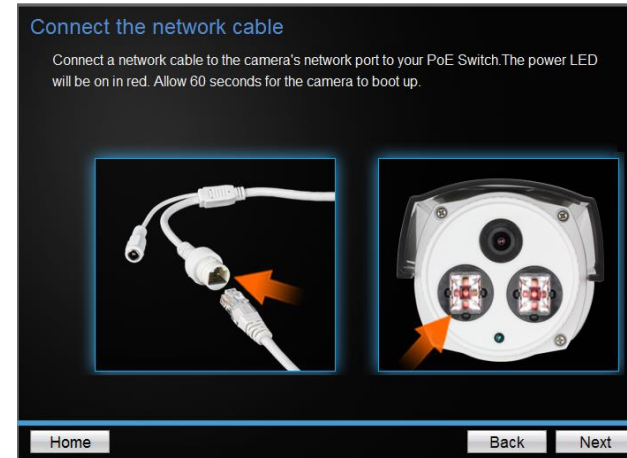 Connect the network cable
Connect a network cable to the camera's network port to your PoE Switch.The power LED
will be on in red. Allow 60 seconds for the camera to boot up.
Home
Back
Next